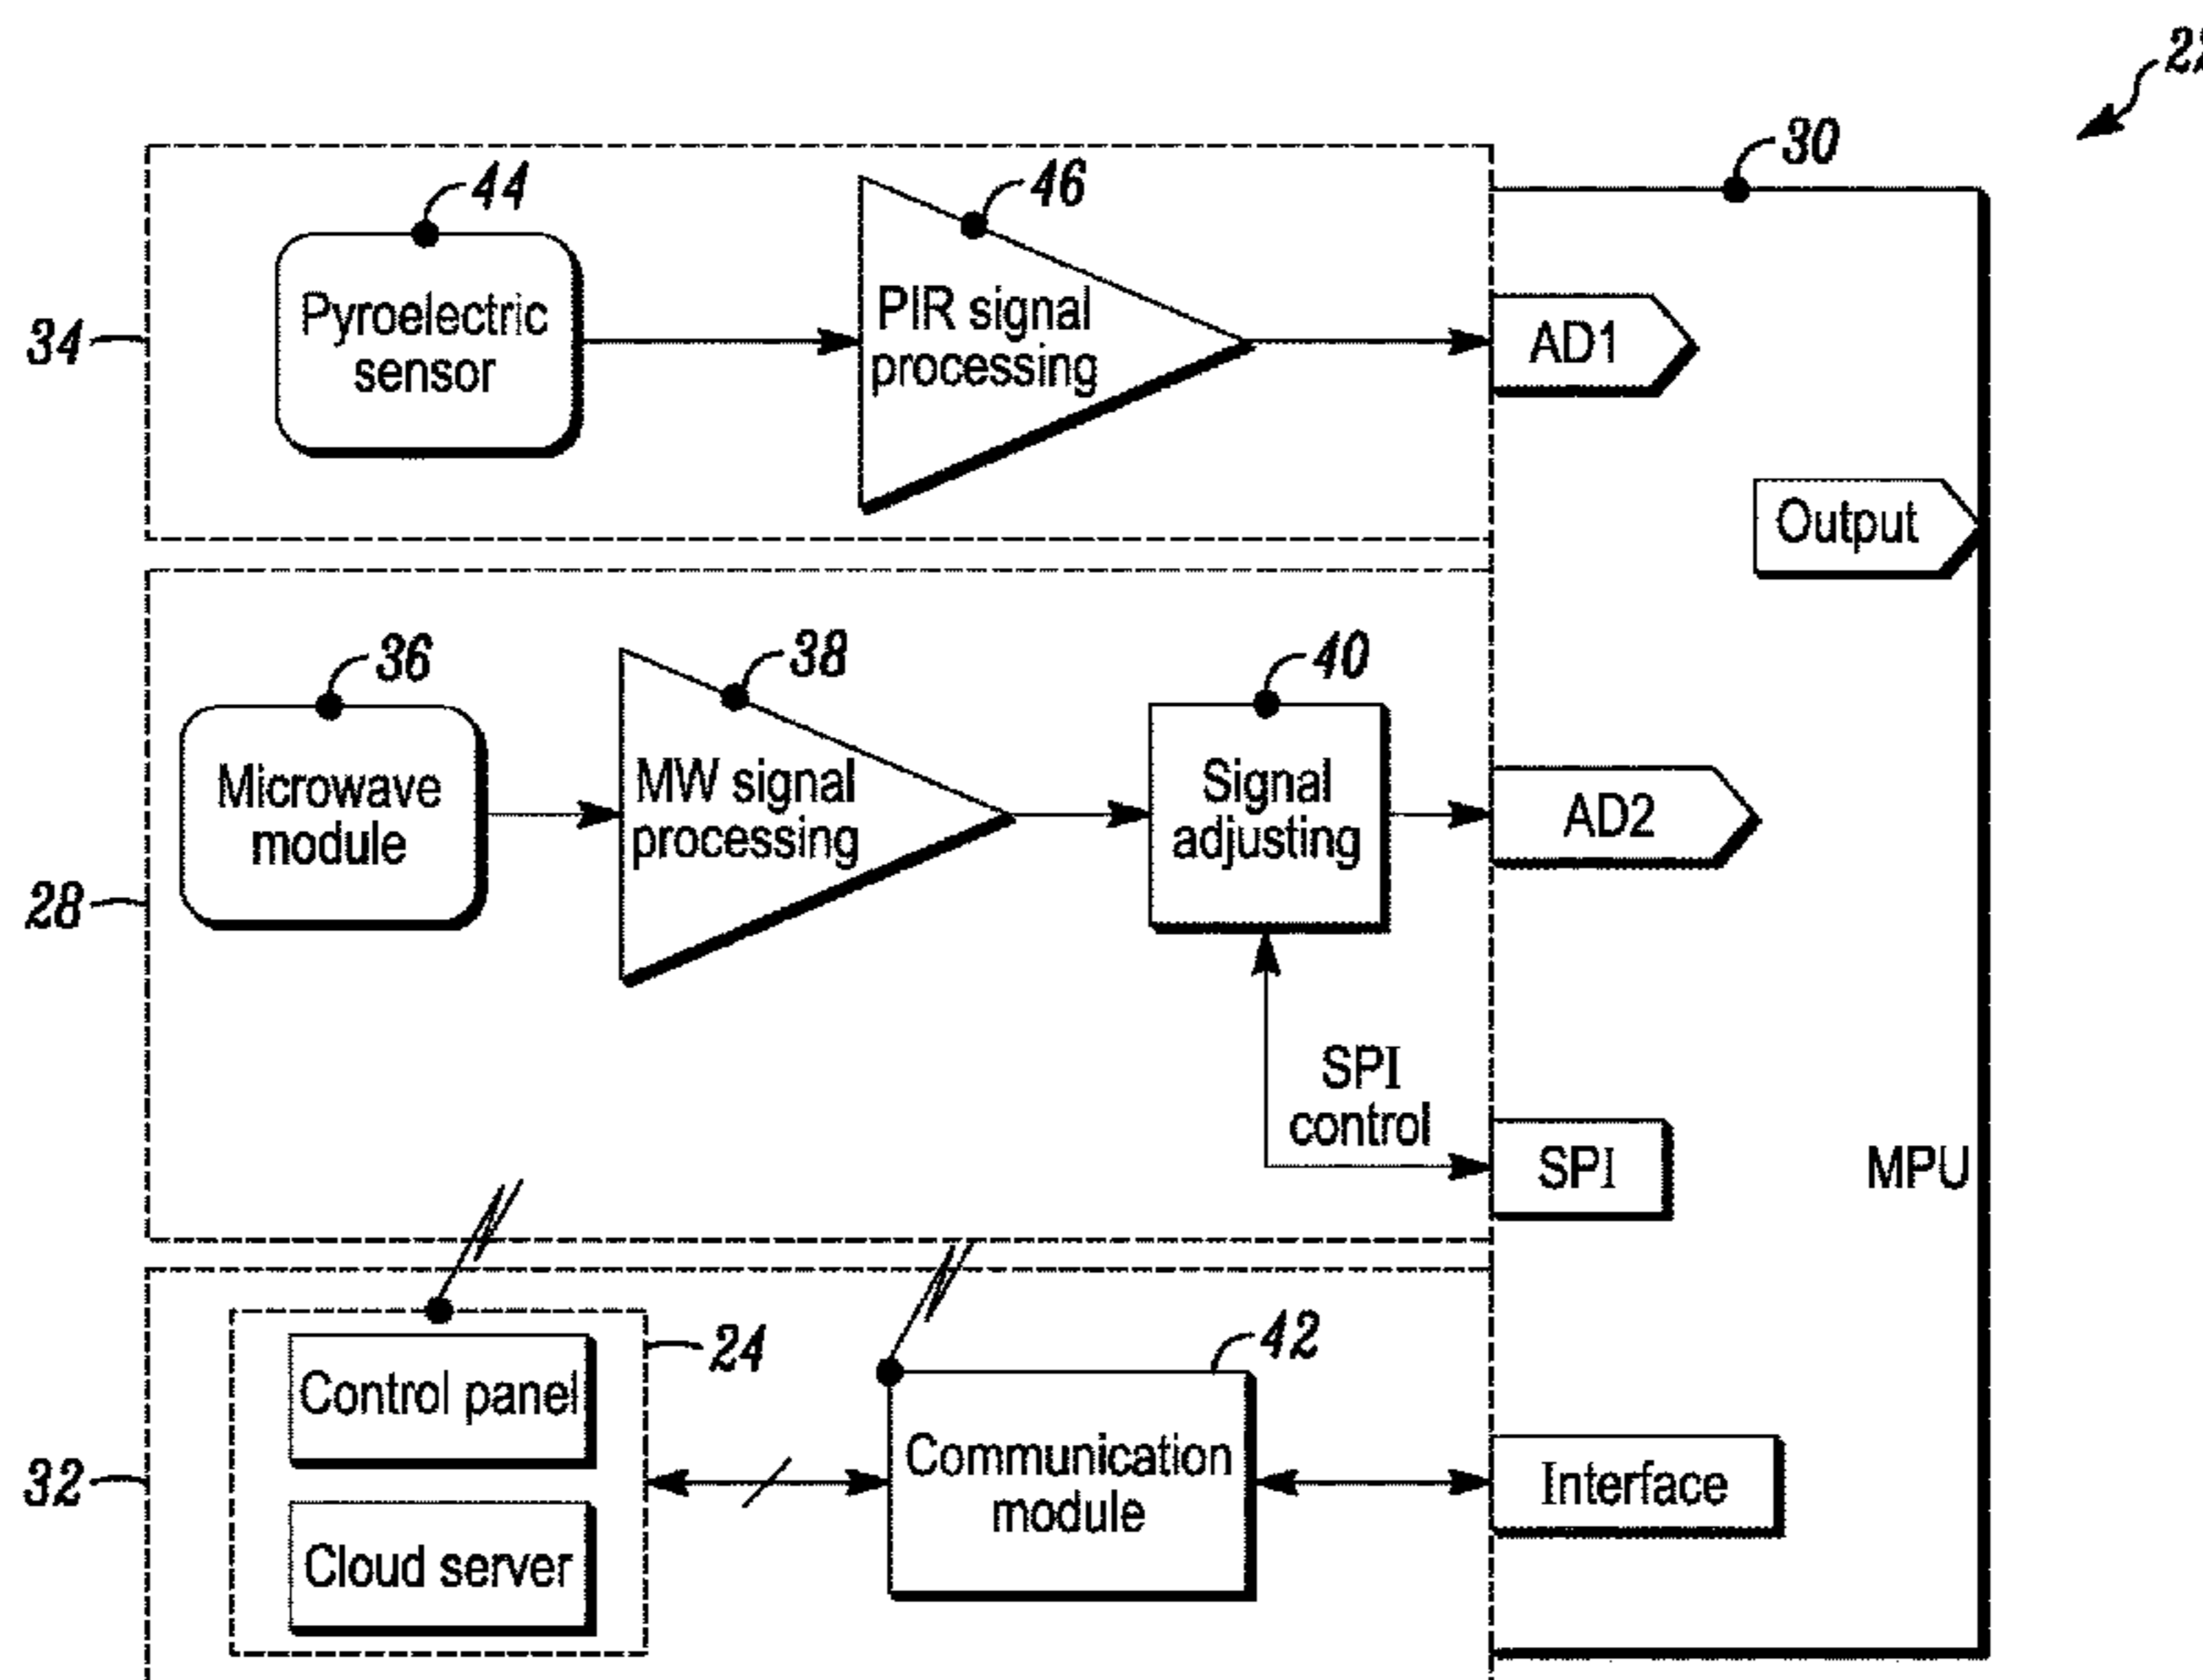 22
30
44
46
34
Pyroelectric
sensor
PIR signal
processing
AD1
Output
36
38
40
28
Microwave
module
MW signal
processing
Signal
adjusting
AD2
SPI
control
SPI
MPU
24
42
32
Control panel
Cloud server
Communication
module
Interface